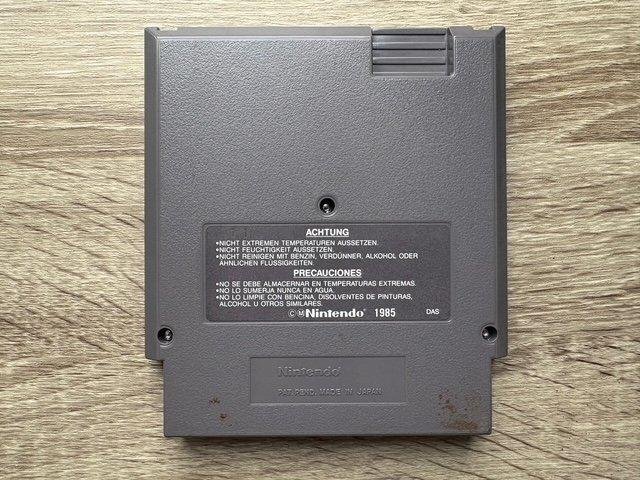 ACHTUNG
•NICHT EXTREMEN TEMPERATUREN AUSSETZEN.
•NICHT FEUCHTIGKEIT AUSSETZEN.
•NICHT REINIGEN MIT BENZIN, VERDÜNNER, ALKOHOL ODER
ÄHNLICHEN FLÜSSIGKEITEN.
PRECAUCIONES
•NO SE DEBE ALMACERNAR EN TEMPERATURAS EXTREMAS.
•NO LO SUMERJA NUNCA EN AGUA.
•NO LO LIMPIE CON BENCINA, DISOLVENTES DE PINTURAS,
ALCOHOL U OTROS SIMILARES.
©ⓂNintendo® 1985 DAS
Nintendo®
PAT. PEND. MADE IN JAPAN